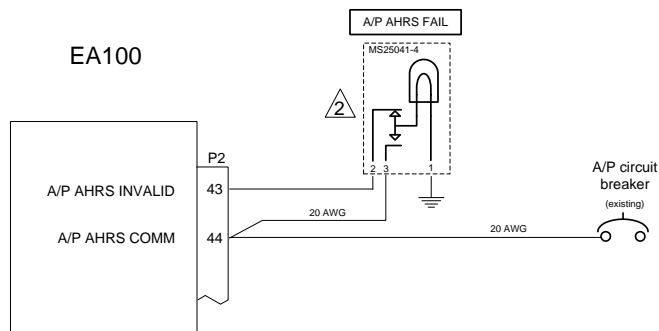 A/P AHRS FAIL
EA100
MS25041-4
2
P2
2 3 1
A/P circuit
breaker
(existing)
A/P AHRS INVALID 43
20 AWG
A/P AHRS COMM 44
20 AWG